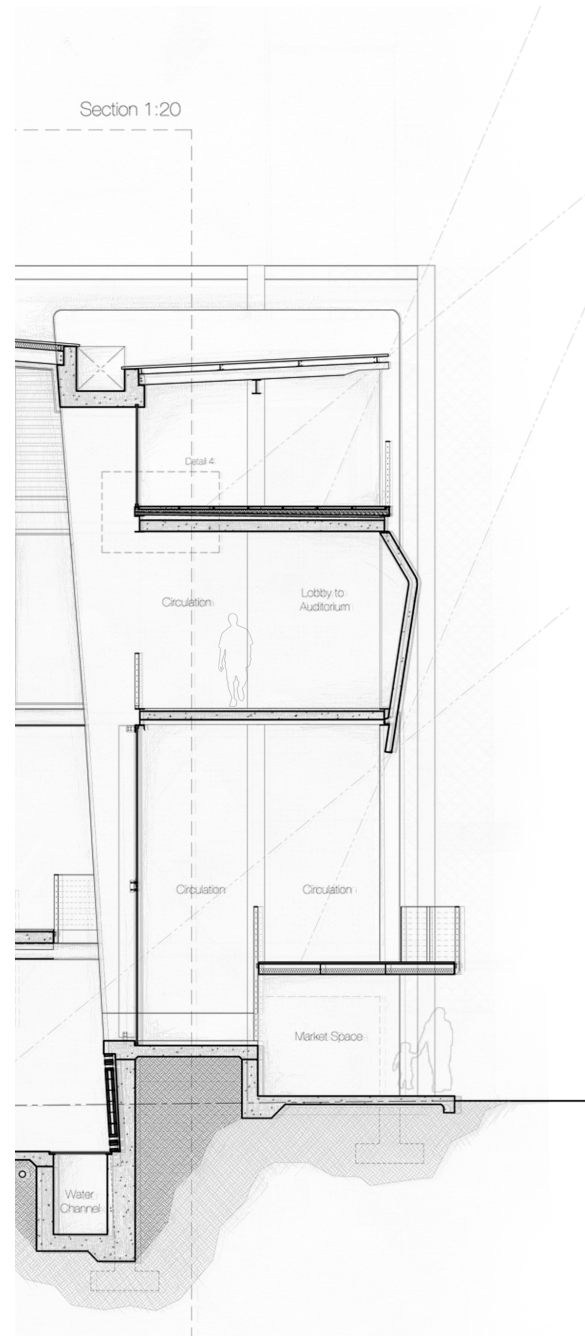 Section 1:20
Detail 4
Circulation
Lobby to
Auditorium
Circulation
Circulation
Market Space
Water
Channel